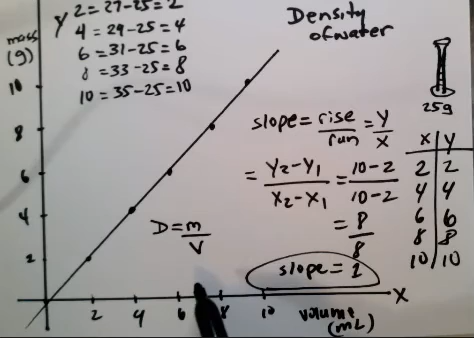 y
2 = 27-25 = 2
4 = 29-25 = 4
6 = 31-25 = 6
8 = 33-25 = 8
10 = 35-25 = 10
Density
of water
mass
(g)
10
8
6
4
2
2 4 6 8 10
volume
(mL)
X
25g
slope = rise/run = Y/X
= Y₂-Y₁/X₂-X₁ = 10-2/10-2
= 8/8
slope = 1
D = m/V
X Y
2 2
4 4
6 6
8 8
10 10